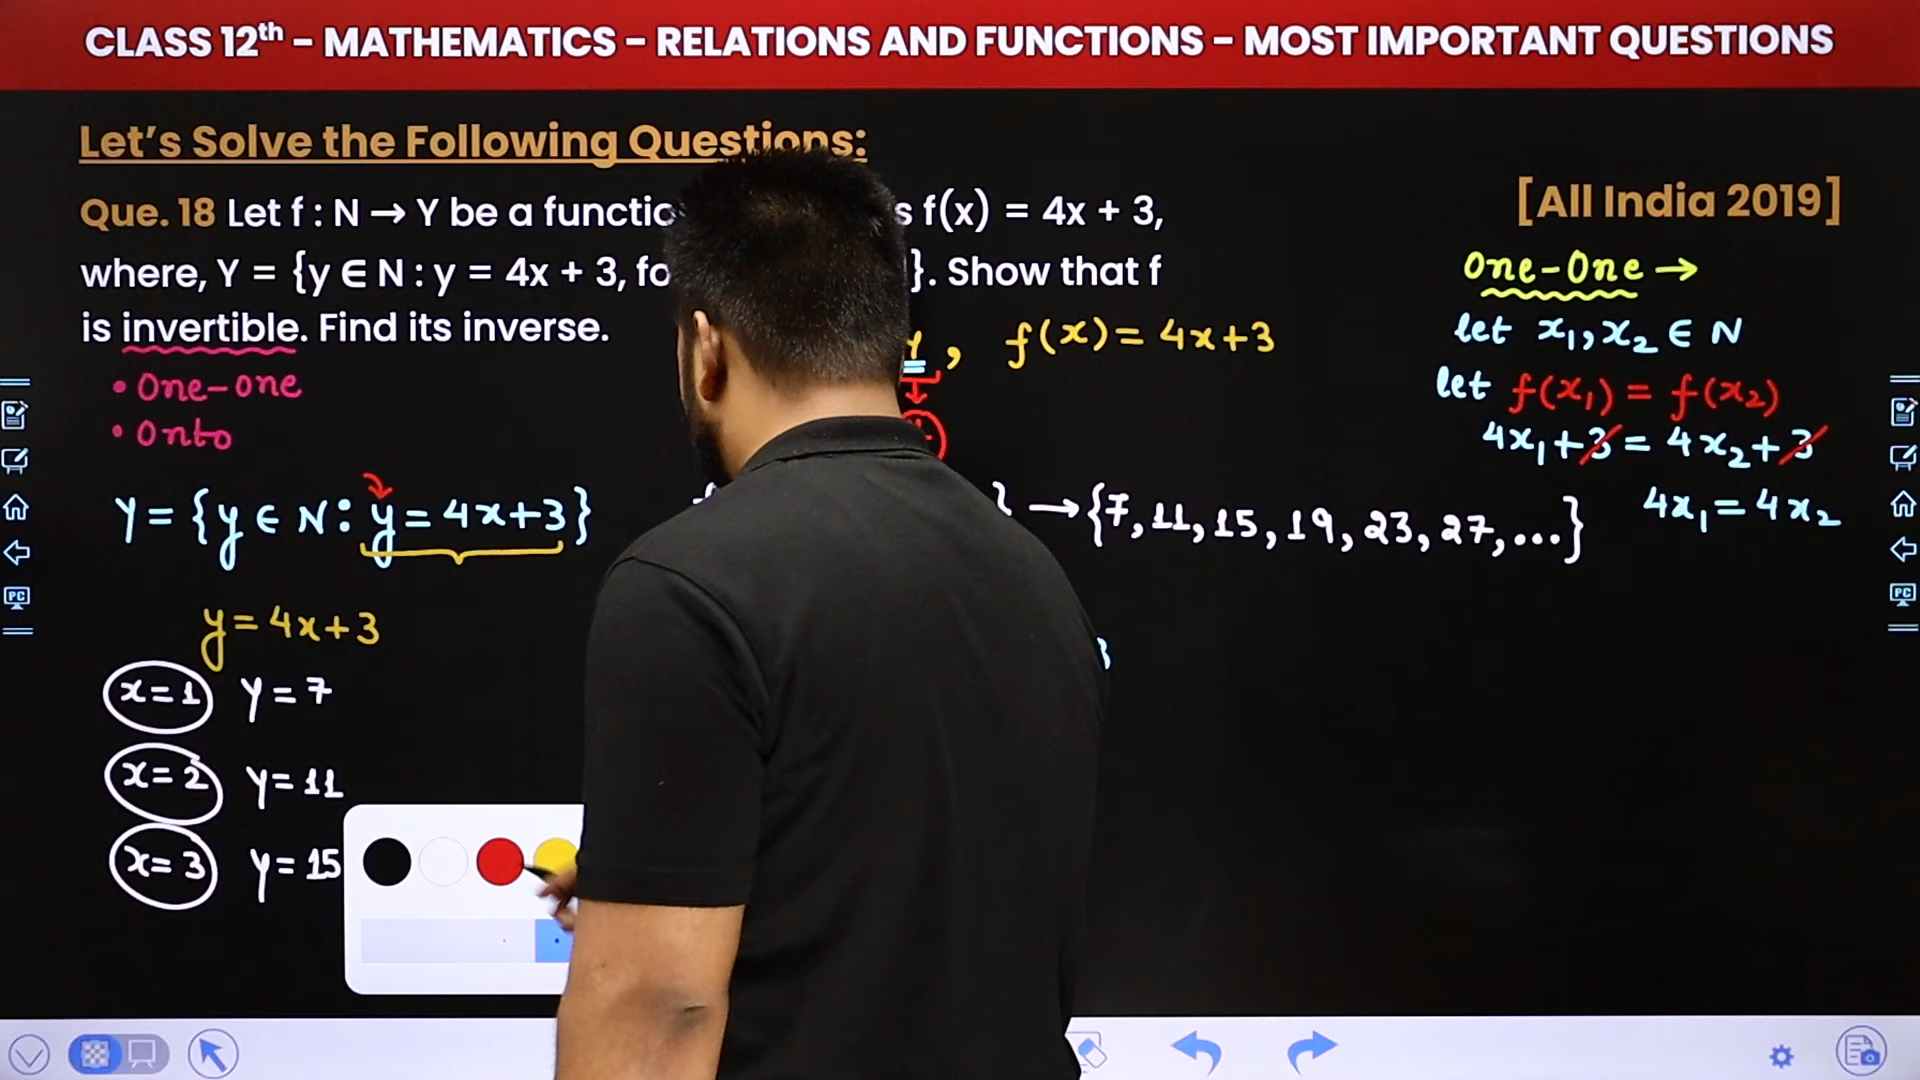 CLASS 12th - MATHEMATICS - RELATIONS AND FUNCTIONS - MOST IMPORTANT QUESTIONS
Let's Solve the Following Questions:
[All India 2019]
Que. 18 Let f : N → Y be a functio s f(x) = 4x + 3,
where, Y = {y ∈ N : y = 4x + 3, fo }. Show that f
is invertible. Find its inverse.
, f(x) = 4x+3
• One-one
• Onto
Y = {y ∈ N : y = 4x+3}
} → {7, 11, 15, 19, 23, 27, ...}
y = 4x+3
x=1 y = 7
x=2 y = 11
x=3 y = 15
One-One →
let x₁, x₂ ∈ N
let f(x₁) = f(x₂)
4x₁+3 = 4x₂+3
4x₁ = 4x₂
PC
PC